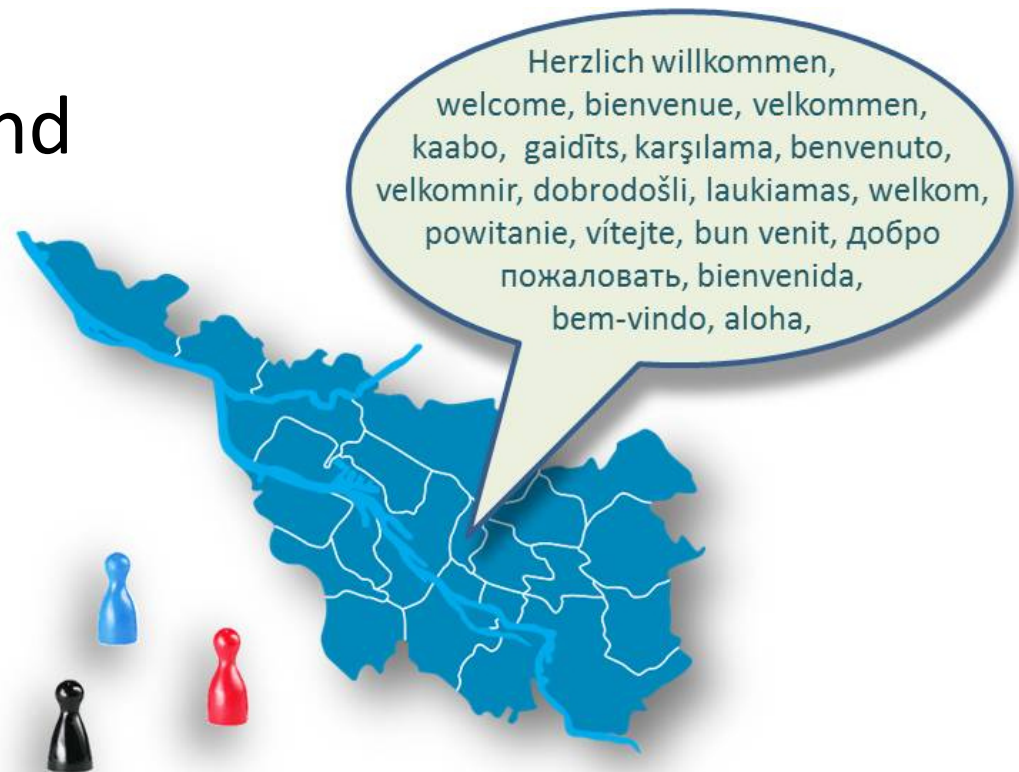 nd
Herzlich willkommen,
welcome, bienvenue, velkommen,
kaabo, gaidīts, karşılama, benvenuto,
velkomnir, dobrodošli, laukiamas, welkom,
powitanie, vítejte, bun venit, добро
пожаловать, bienvenida,
bem-vindo, aloha,